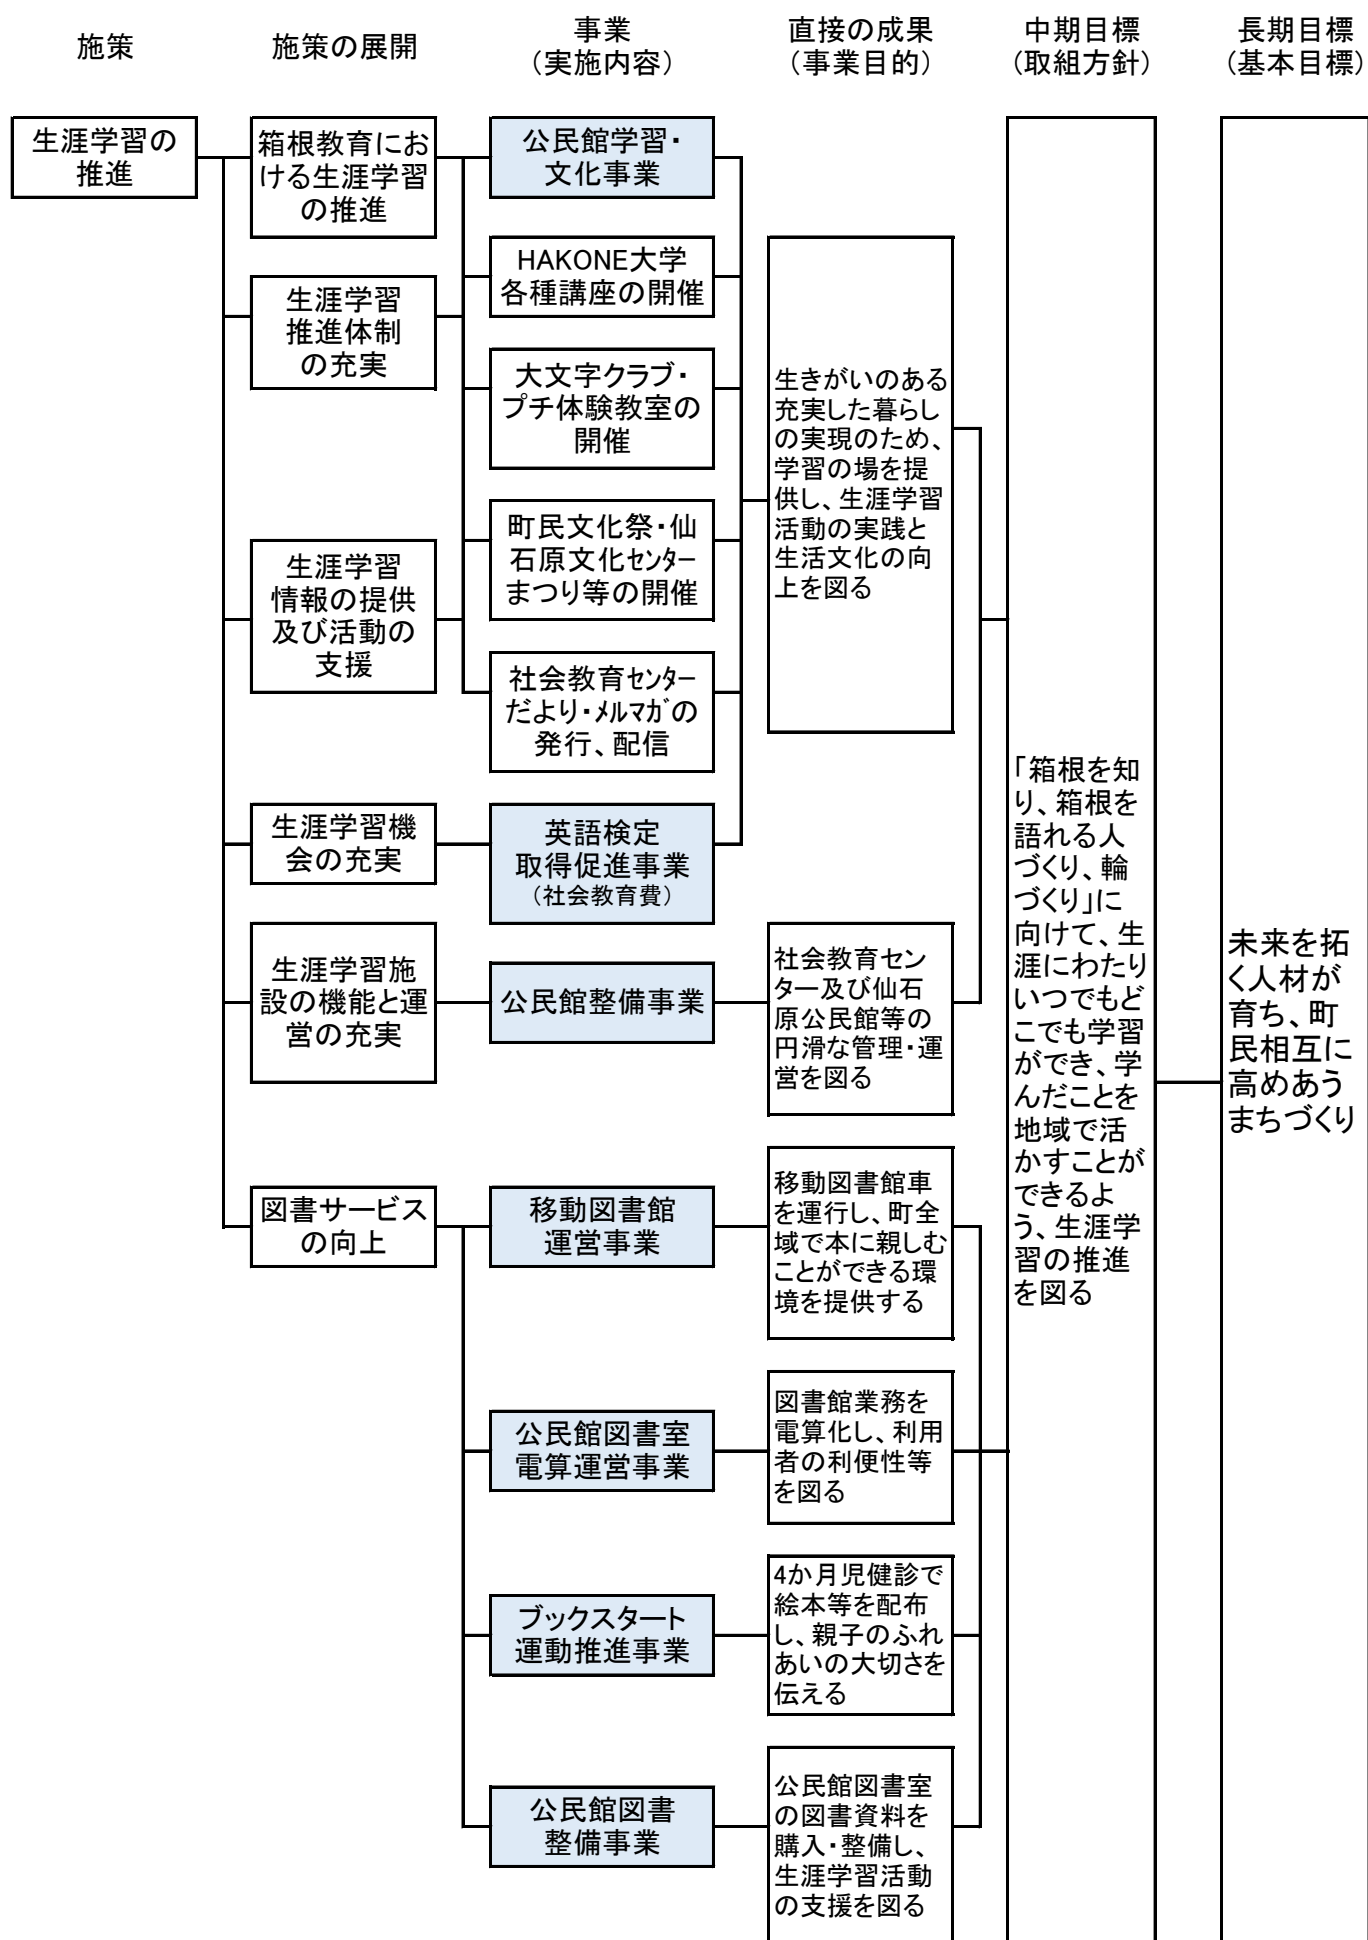 施策
施策の展開
事業
（実施内容）
直接の成果
（事業目的）
中期目標
（取組方針）
長期目標
（基本目標）
生涯学習の
推進
箱根教育にお
ける生涯学習
の推進
公民館学習・
文化事業
HAKONE大学
各種講座の開催
生涯学習
推進体制
の充実
大文字クラブ・
プチ体験教室の
開催
生きがいのある
充実した暮らし
の実現のため、
学習の場を提
供し、生涯学習
活動の実践と
生活文化の向
上を図る
町民文化祭・仙
石原文化ｾﾝﾀｰ
まつり等の開催
生涯学習
情報の提供
及び活動の
支援
社会教育ｾﾝﾀｰ
だより・ﾒﾙﾏｶﾞの
発行、配信
生涯学習機
会の充実
英語検定
取得促進事業
（社会教育費）
生涯学習施
設の機能と運
営の充実
公民館整備事業
社会教育セン
ター及び仙石
原公民館等の
円滑な管理・運
営を図る
「箱根を知
り、箱根を
語れる人
づくり、輪
づくり」に
向けて、生
涯にわたり
いつでもど
こでも学習
ができ、学
んだことを
地域で活
かすことが
できるよ
う、生涯学
習の推進
を図る
未来を拓
く人材が
育ち、町
民相互に
高めあう
まちづくり
図書サービス
の向上
移動図書館
運営事業
移動図書館車
を運行し、町全
域で本に親しむ
ことができる環
境を提供する
公民館図書室
電算運営事業
図書館業務を
電算化し、利用
者の利便性等
を図る
ブックスタート
運動推進事業
4か月児健診で
絵本等を配布
し、親子のふれ
あいの大切さを
伝える
公民館図書
整備事業
公民館図書室
の図書資料を
購入・整備し、
生涯学習活動
の支援を図る